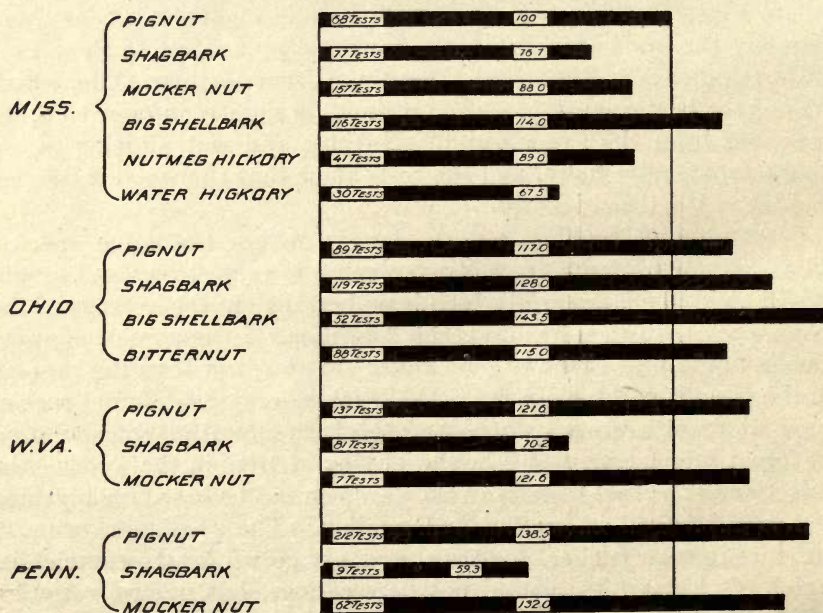 PIGNUT 68 TESTS 100
SHAGBARK 77 TESTS 76.7
MOCKER NUT 157 TESTS 88.0
MISS. BIG SHELLBARK 116 TESTS 114.0
NUTMEG HICKORY 41 TESTS 89.0
WATER HIGKORY 30 TESTS 67.5
PIGNUT 89 TESTS 117.0
SHAGBARK 119 TESTS 128.0
OHIO BIG SHELLBARK 52 TESTS 143.5
BITTERNUT 88 TESTS 115.0
PIGNUT 137 TESTS 121.6
W.VA. SHAGBARK 81 TESTS 70.2
MOCKER NUT 7 TESTS 121.6
PIGNUT 212 TESTS 138.5
PENN. SHAGBARK 9 TESTS 59.3
MOCKER NUT 62 TESTS 132.0